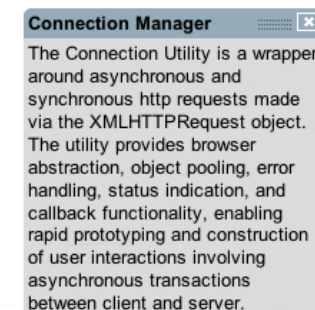 Connection Manager
The Connection Utility is a wrapper
around asynchronous and
synchronous http requests made
via the XMLHTTPRequest object.
The utility provides browser
abstraction, object pooling, error
handling, status indication, and
callback functionality, enabling
rapid prototyping and construction
of user interactions involving
asynchronous transactions
between client and server.